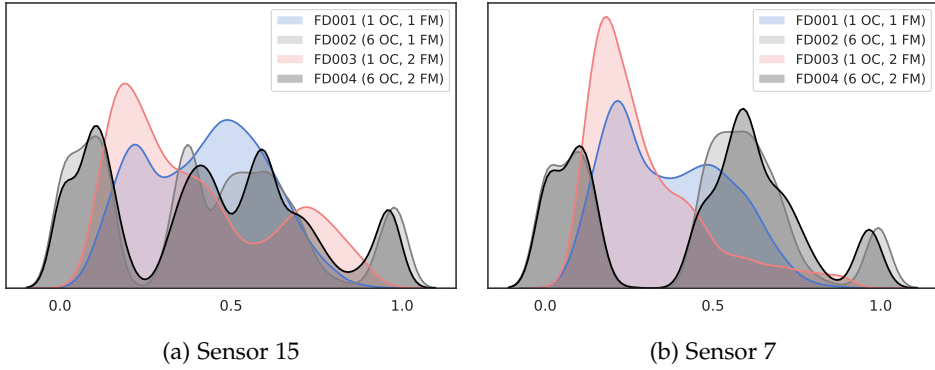 FD001 (1 OC, 1 FM)
FD002 (6 OC, 1 FM)
FD003 (1 OC, 2 FM)
FD004 (6 OC, 2 FM)
0.0 0.5 1.0
(a) Sensor 15
FD001 (1 OC, 1 FM)
FD002 (6 OC, 1 FM)
FD003 (1 OC, 2 FM)
FD004 (6 OC, 2 FM)
0.0 0.5 1.0
(b) Sensor 7